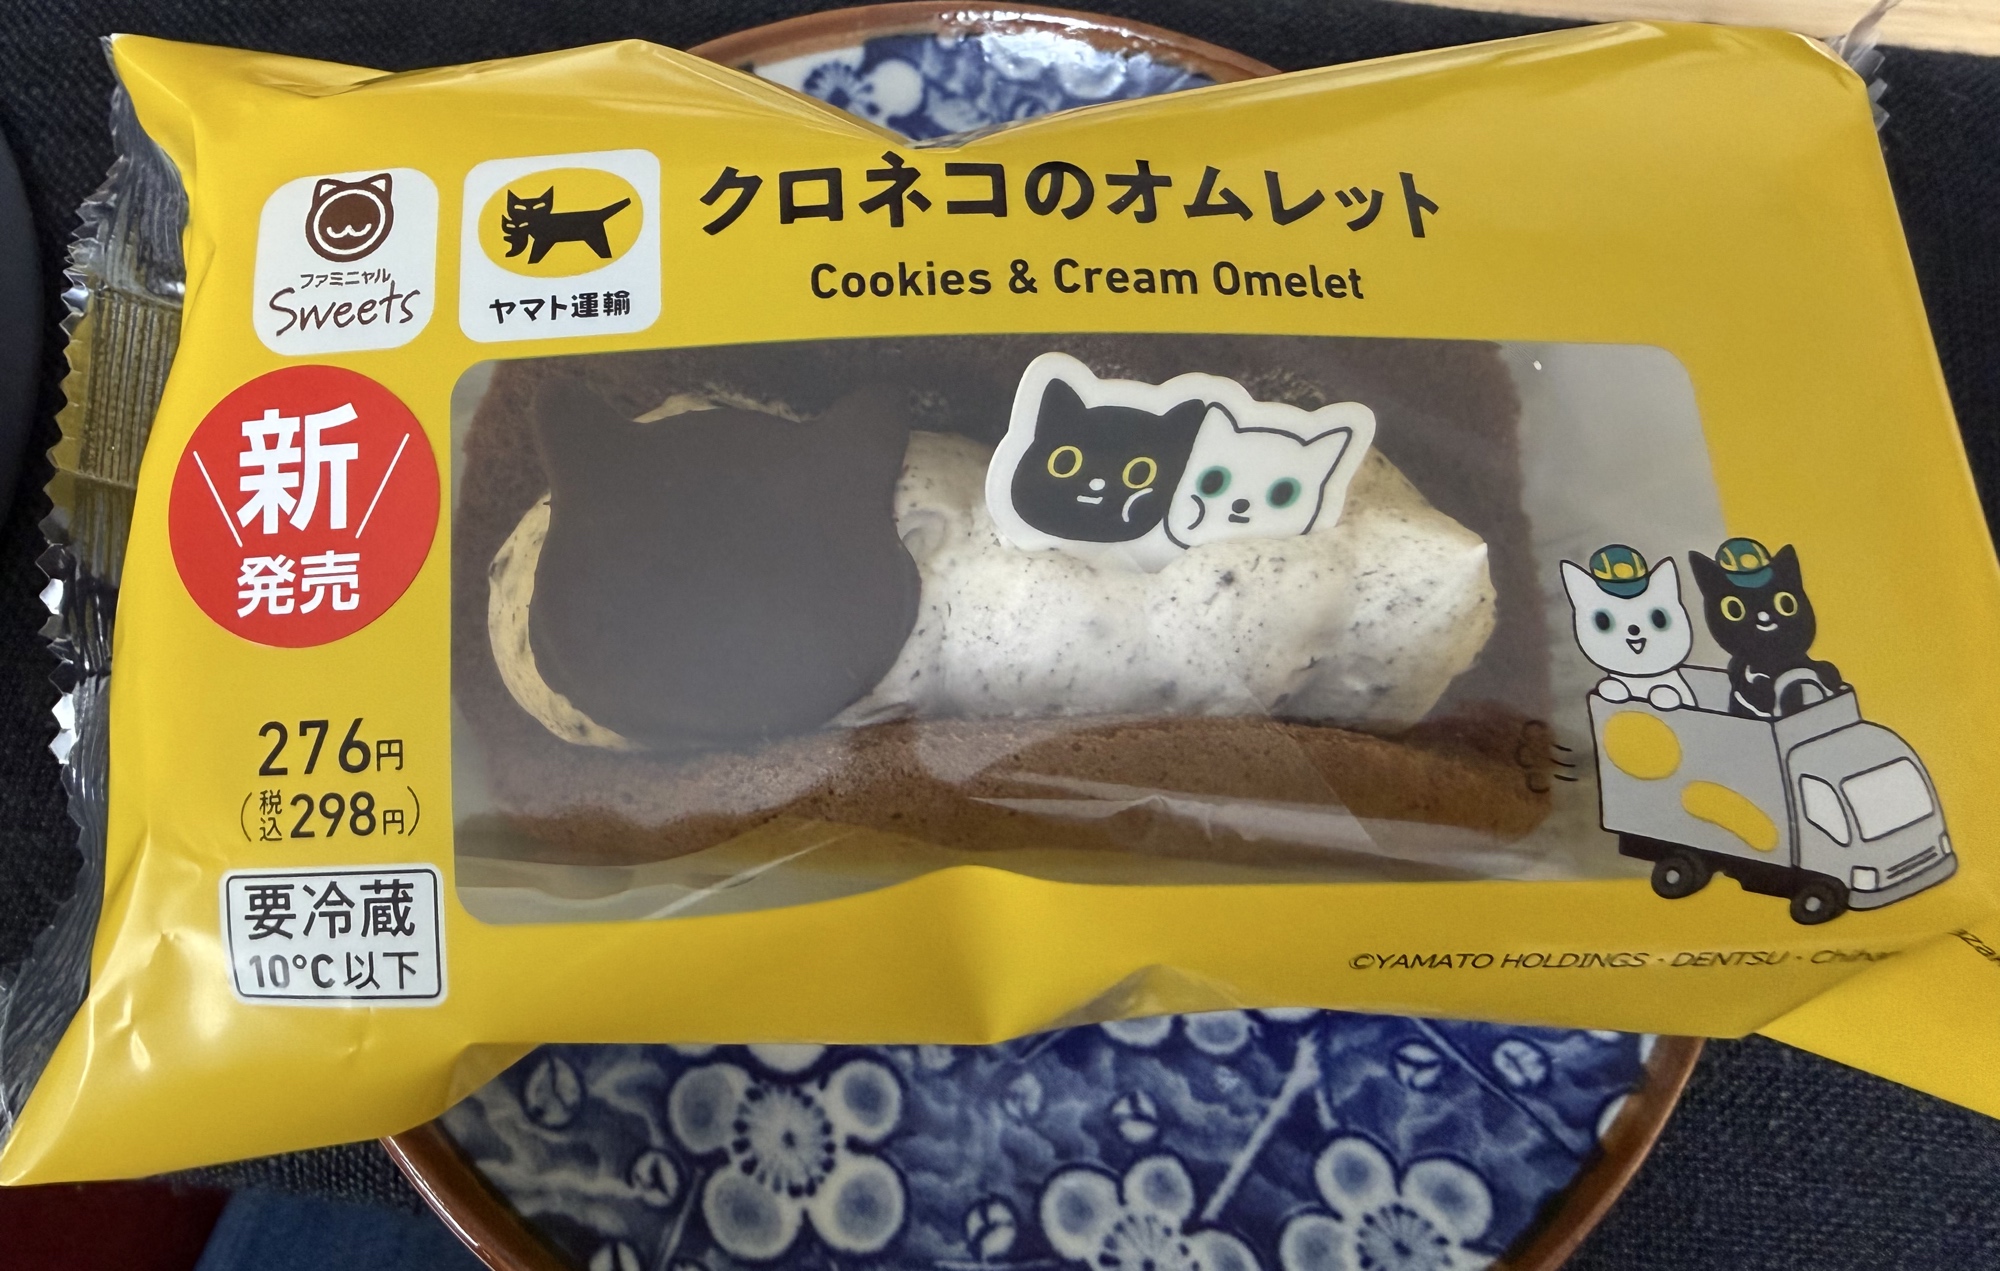 クロネコのオムレット
Cookies & Cream Omelet
ファミニャル
Sweets
ヤマト運輸
新
発売
276円
(税込298円)
要冷蔵
10℃以下
©YAMATO HOLDINGS・DENTSU・